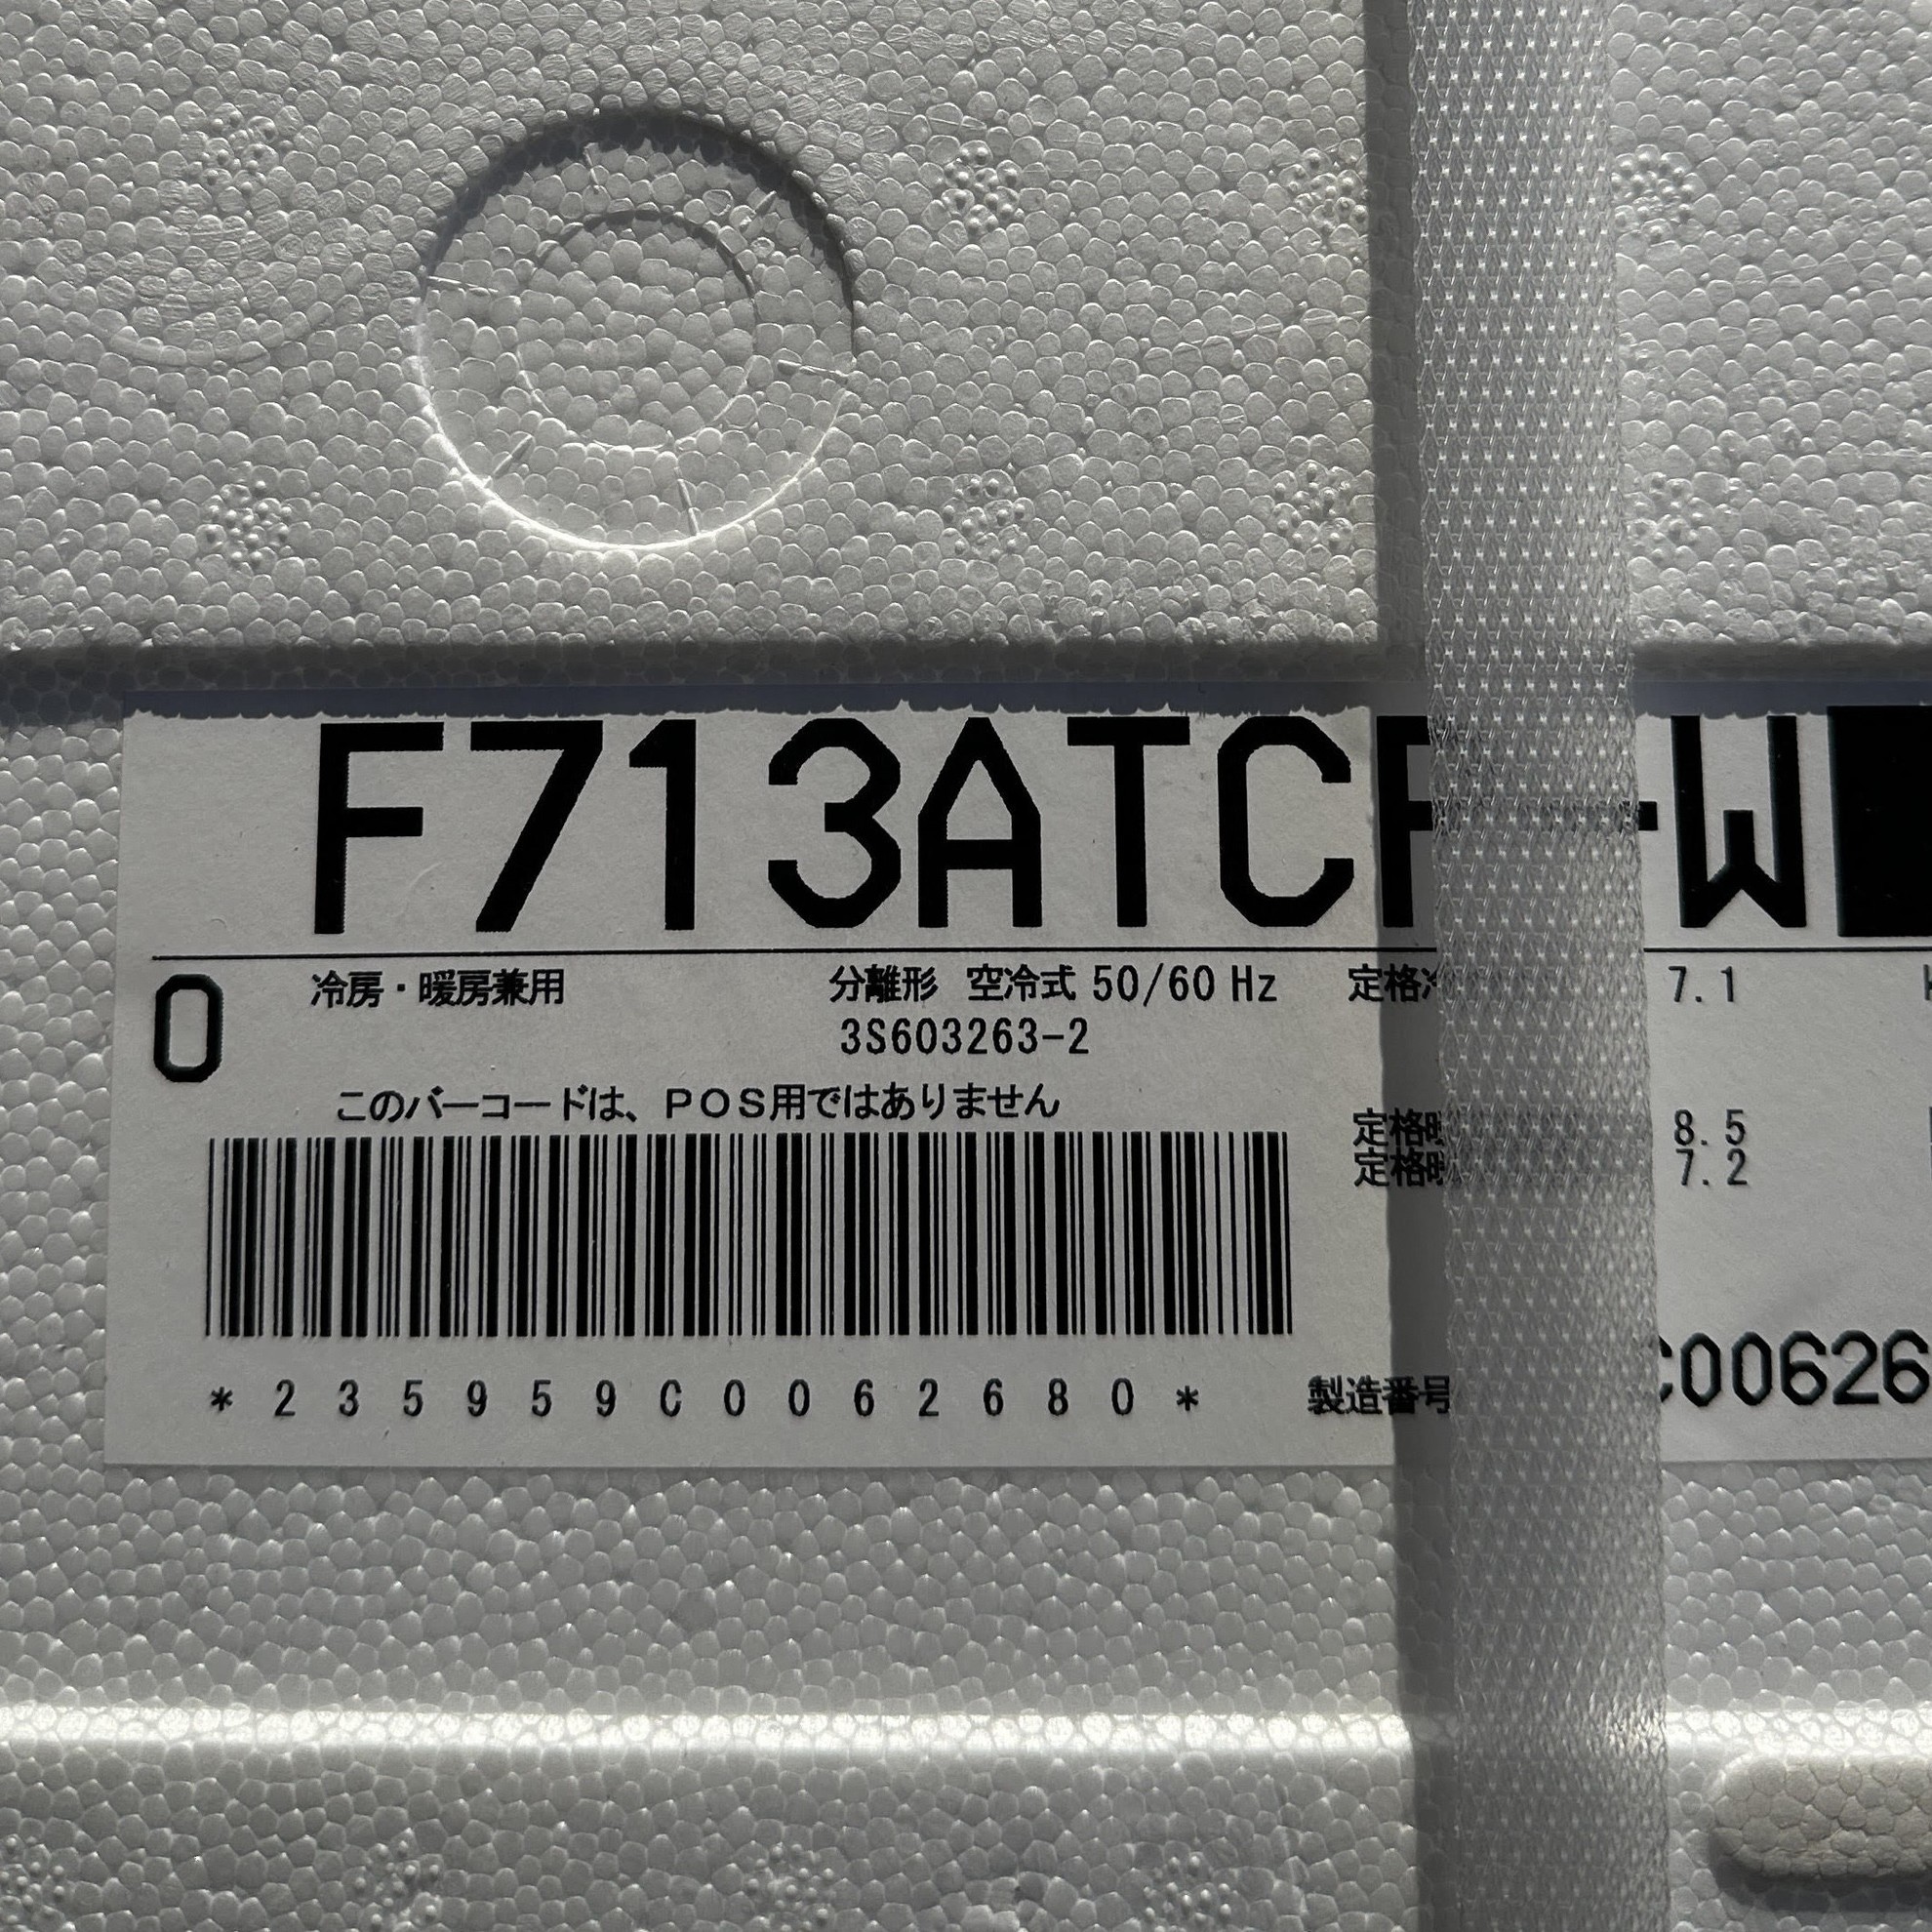 F713ATC -W
0
冷房・暖房兼用 分離形 空冷式 50/60 Hz 定格 7.1
3S603263-2
このバーコードは、POS用ではありません
定格 8.5
定格 7.2
*235959C0062680* 製造番号 C00626